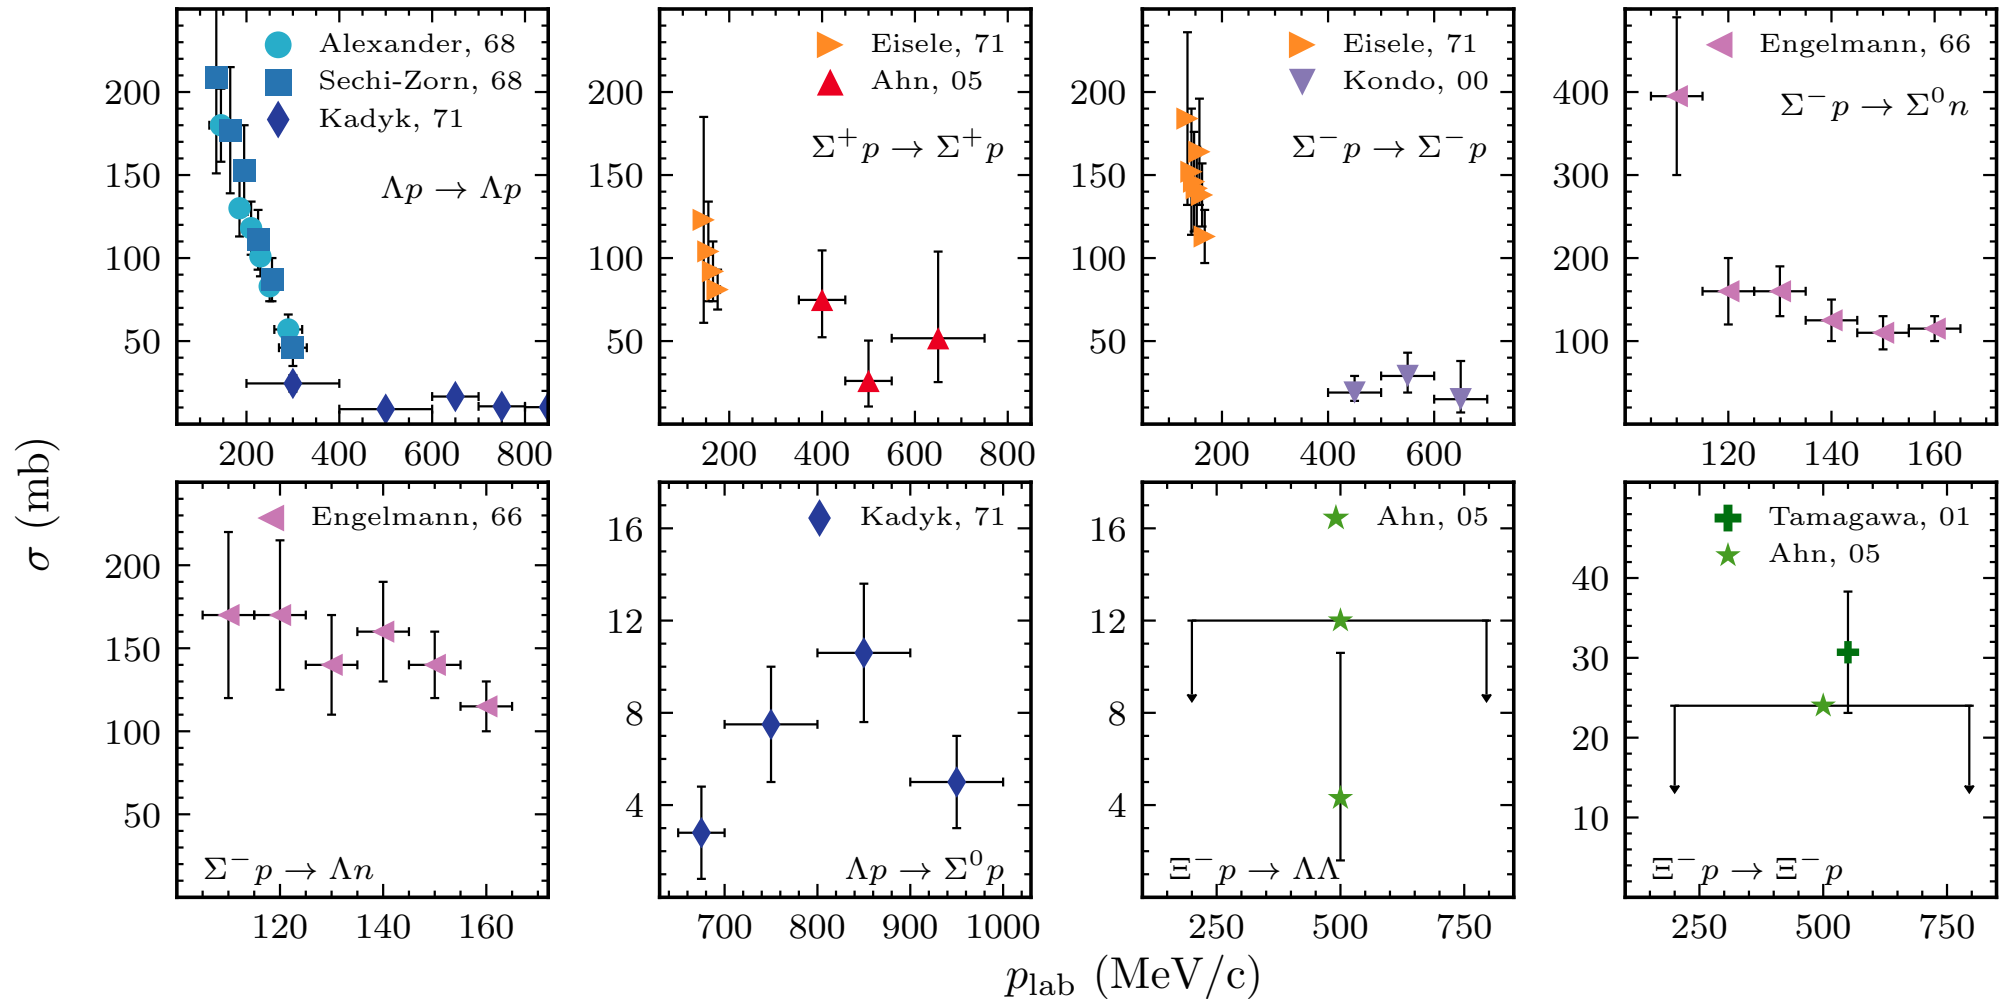 Alexander, 68
Sechi-Zorn, 68
Kadyk, 71
Λp → Λp
200
150
100
50
200 400 600 800
Eisele, 71
Ahn, 05
Σ⁺p → Σ⁺p
200
150
100
50
200 400 600 800
Eisele, 71
Kondo, 00
Σ⁻p → Σ⁻p
200
150
100
50
200 400 600
Engelmann, 66
Σ⁻p → Σ⁰n
400
300
200
100
120 140 160
σ (mb)
Engelmann, 66
200
150
100
50
Σ⁻p → Λn
120 140 160
Kadyk, 71
16
12
8
4
Λp → Σ⁰p
700 800 900 1000
Ahn, 05
16
12
8
4
Ξ⁻p → ΛΛ
250 500 750
Tamagawa, 01
Ahn, 05
40
30
20
10
Ξ⁻p → Ξ⁻p
250 500 750
p_lab (MeV/c)